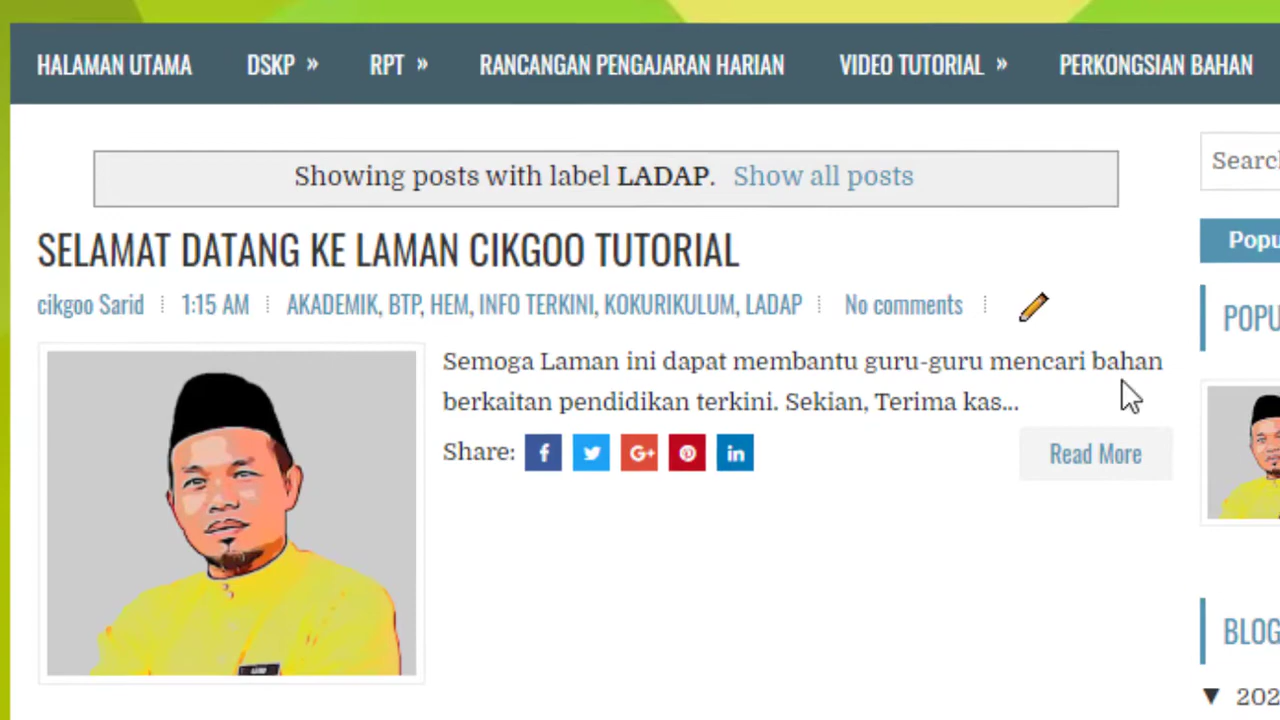 HALAMAN UTAMA DSKP » RPT » RANCANGAN PENGAJARAN HARIAN VIDEO TUTORIAL » PERKONGSIAN BAHAN
Showing posts with label LADAP. Show all posts
Searc
SELAMAT DATANG KE LAMAN CIKGOO TUTORIAL
Popu
cikgoo Sarid 1:15 AM AKADEMIK, BTP, HEM, INFO TERKINI, KOKURIKULUM, LADAP No comments
POPU
Semoga Laman ini dapat membantu guru-guru mencari bahan
berkaitan pendidikan terkini. Sekian, Terima kas...
Share: f G+ in
Read More
BLOG
▼ 202